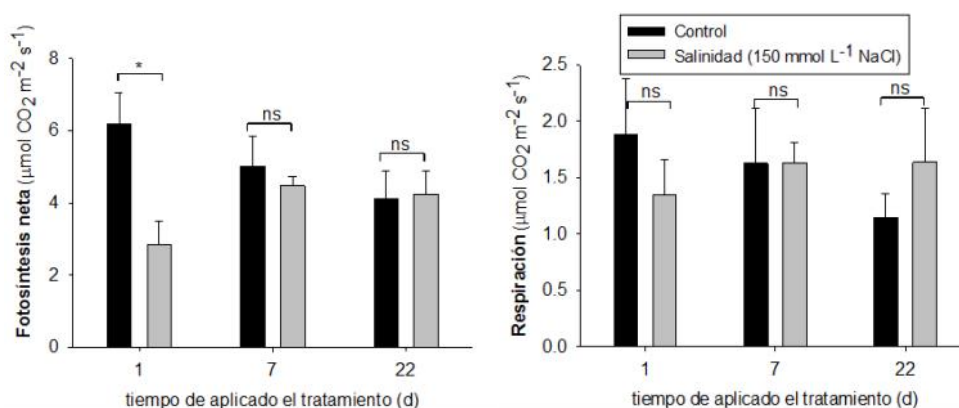 Fotosíntesis neta (µmol CO2 m-2 s-1)
8
6
4
2
0
*
ns
ns
1
7
22
tiempo de aplicado el tratamiento (d)
Control
Salinidad (150 mmol L-1 NaCl)
Respiración (µmol CO2 m-2 s-1)
2.5
2.0
1.5
1.0
0.5
0.0
ns
ns
ns
1
7
22
tiempo de aplicado el tratamiento (d)